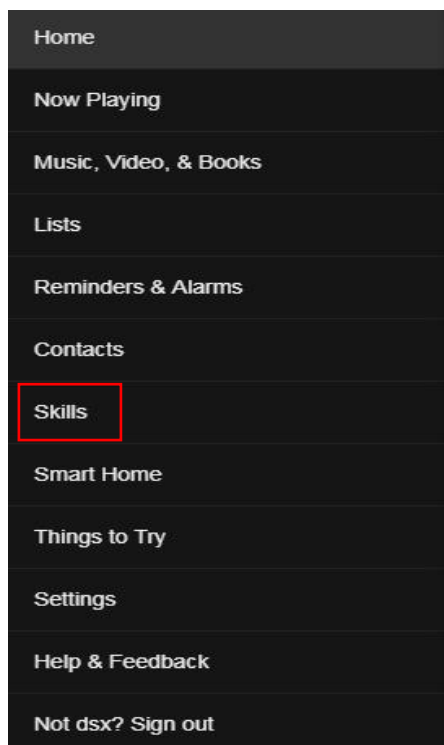 Home
Now Playing
Music, Video, & Books
Lists
Reminders & Alarms
Contacts
Skills
Smart Home
Things to Try
Settings
Help & Feedback
Not dsx? Sign out